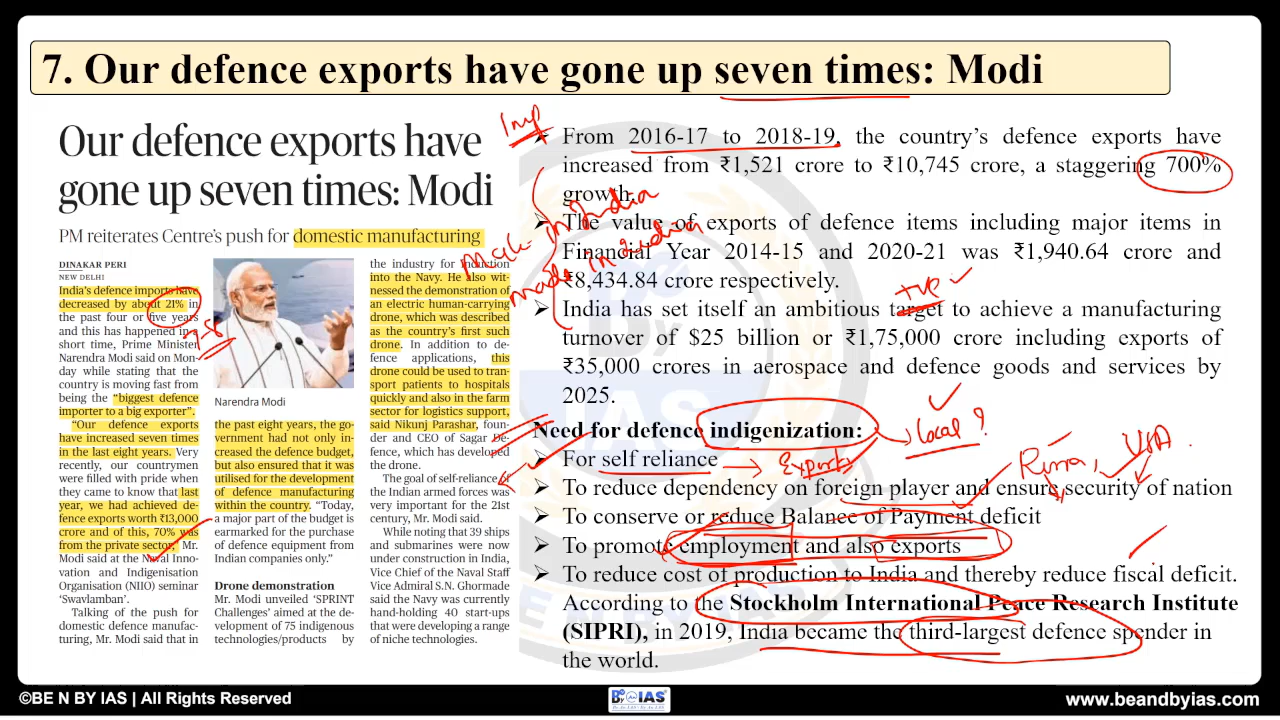 7. Our defence exports have gone up seven times: Modi
Our defence exports have
gone up seven times: Modi
PM reiterates Centre's push for domestic manufacturing
DINAKAR PERI
NEW DELHI
India's defence imports have
decreased by about 21% in
the past four or five years
and this has happened in a
short time, Prime Minister
Narendra Modi said on Mon-
day while stating that the
country is moving fast from
being the "biggest defence
importer to a big exporter".
"Our defence exports
have increased seven times
in the last eight years. Very
recently, our countrymen
were filled with pride when
they came to know that last
year, we had achieved de-
fence exports worth ₹13,000
crore and of this, 70% was
from the private sector," Mr.
Modi said at the Naval Inno-
vation and Indigenisation
Organisation (NIIO) seminar
'Swavlamban'.
Talking of the push for
domestic defence manufac-
turing, Mr. Modi said that in
Narendra Modi
the past eight years, the go-
vernment had not only in-
creased the defence budget,
but also ensured that it was
utilised for the development
of defence manufacturing
within the country. "Today,
a major part of the budget is
earmarked for the purchase
of defence equipment from
Indian companies only."
Drone demonstration
Mr. Modi unveiled 'SPRINT
Challenges' aimed at the de-
velopment of 75 indigenous
technologies/products by
the industry for induction
into the Navy. He also wit-
nessed the demonstration of
an electric human-carrying
drone, which was described
as the country's first such
drone. In addition to de-
fence applications, this
drone could be used to tran-
sport patients to hospitals
quickly and also in the farm
sector for logistics support,
said Nikunj Parashar, foun-
der and CEO of Sagar De-
fence, which has developed
the drone.
The goal of self-reliance of
the Indian armed forces was
very important for the 21st
century, Mr. Modi said.
While noting that 39 ships
and submarines were now
under construction in India,
Vice Chief of the Naval Staff
Vice Admiral S.N. Ghormade
said the Navy was currently
hand-holding 40 start-ups
that were developing a range
of niche technologies.
Imp
Make in India
made in India
➢ From 2016-17 to 2018-19, the country's defence exports have
increased from ₹1,521 crore to ₹10,745 crore, a staggering 700%
growth.
➢ The value of exports of defence items including major items in
Financial Year 2014-15 and 2020-21 was ₹1,940.64 crore and
₹8,434.84 crore respectively.
+ve
➢ India has set itself an ambitious target to achieve a manufacturing
turnover of $25 billion or ₹1,75,000 crore including exports of
₹35,000 crores in aerospace and defence goods and services by
2025.
Need for defence indigenization:
local?
➢ For self reliance
Exports
USA
➢ To reduce dependency on foreign player and ensure security of nation
➢ To conserve or reduce Balance of Payment deficit
➢ To promote employment and also exports
➢ To reduce cost of production to India and thereby reduce fiscal deficit.
According to the Stockholm International Peace Research Institute
(SIPRI), in 2019, India became the third-largest defence spender in
the world.
©BE N BY IAS | All Rights Reserved
IAS
www.beandbyias.com